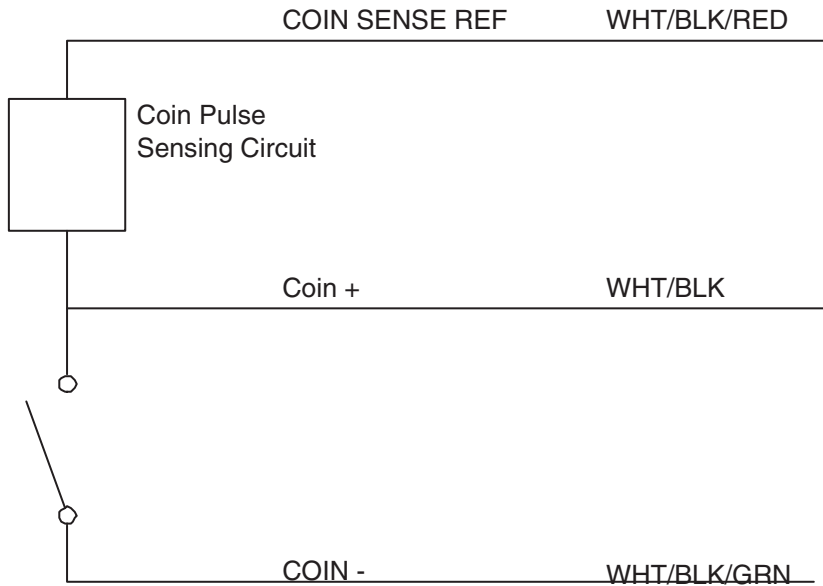 COIN SENSE REF WHT/BLK/RED
Coin Pulse
Sensing Circuit
Coin + WHT/BLK
COIN - WHT/BLK/GRN